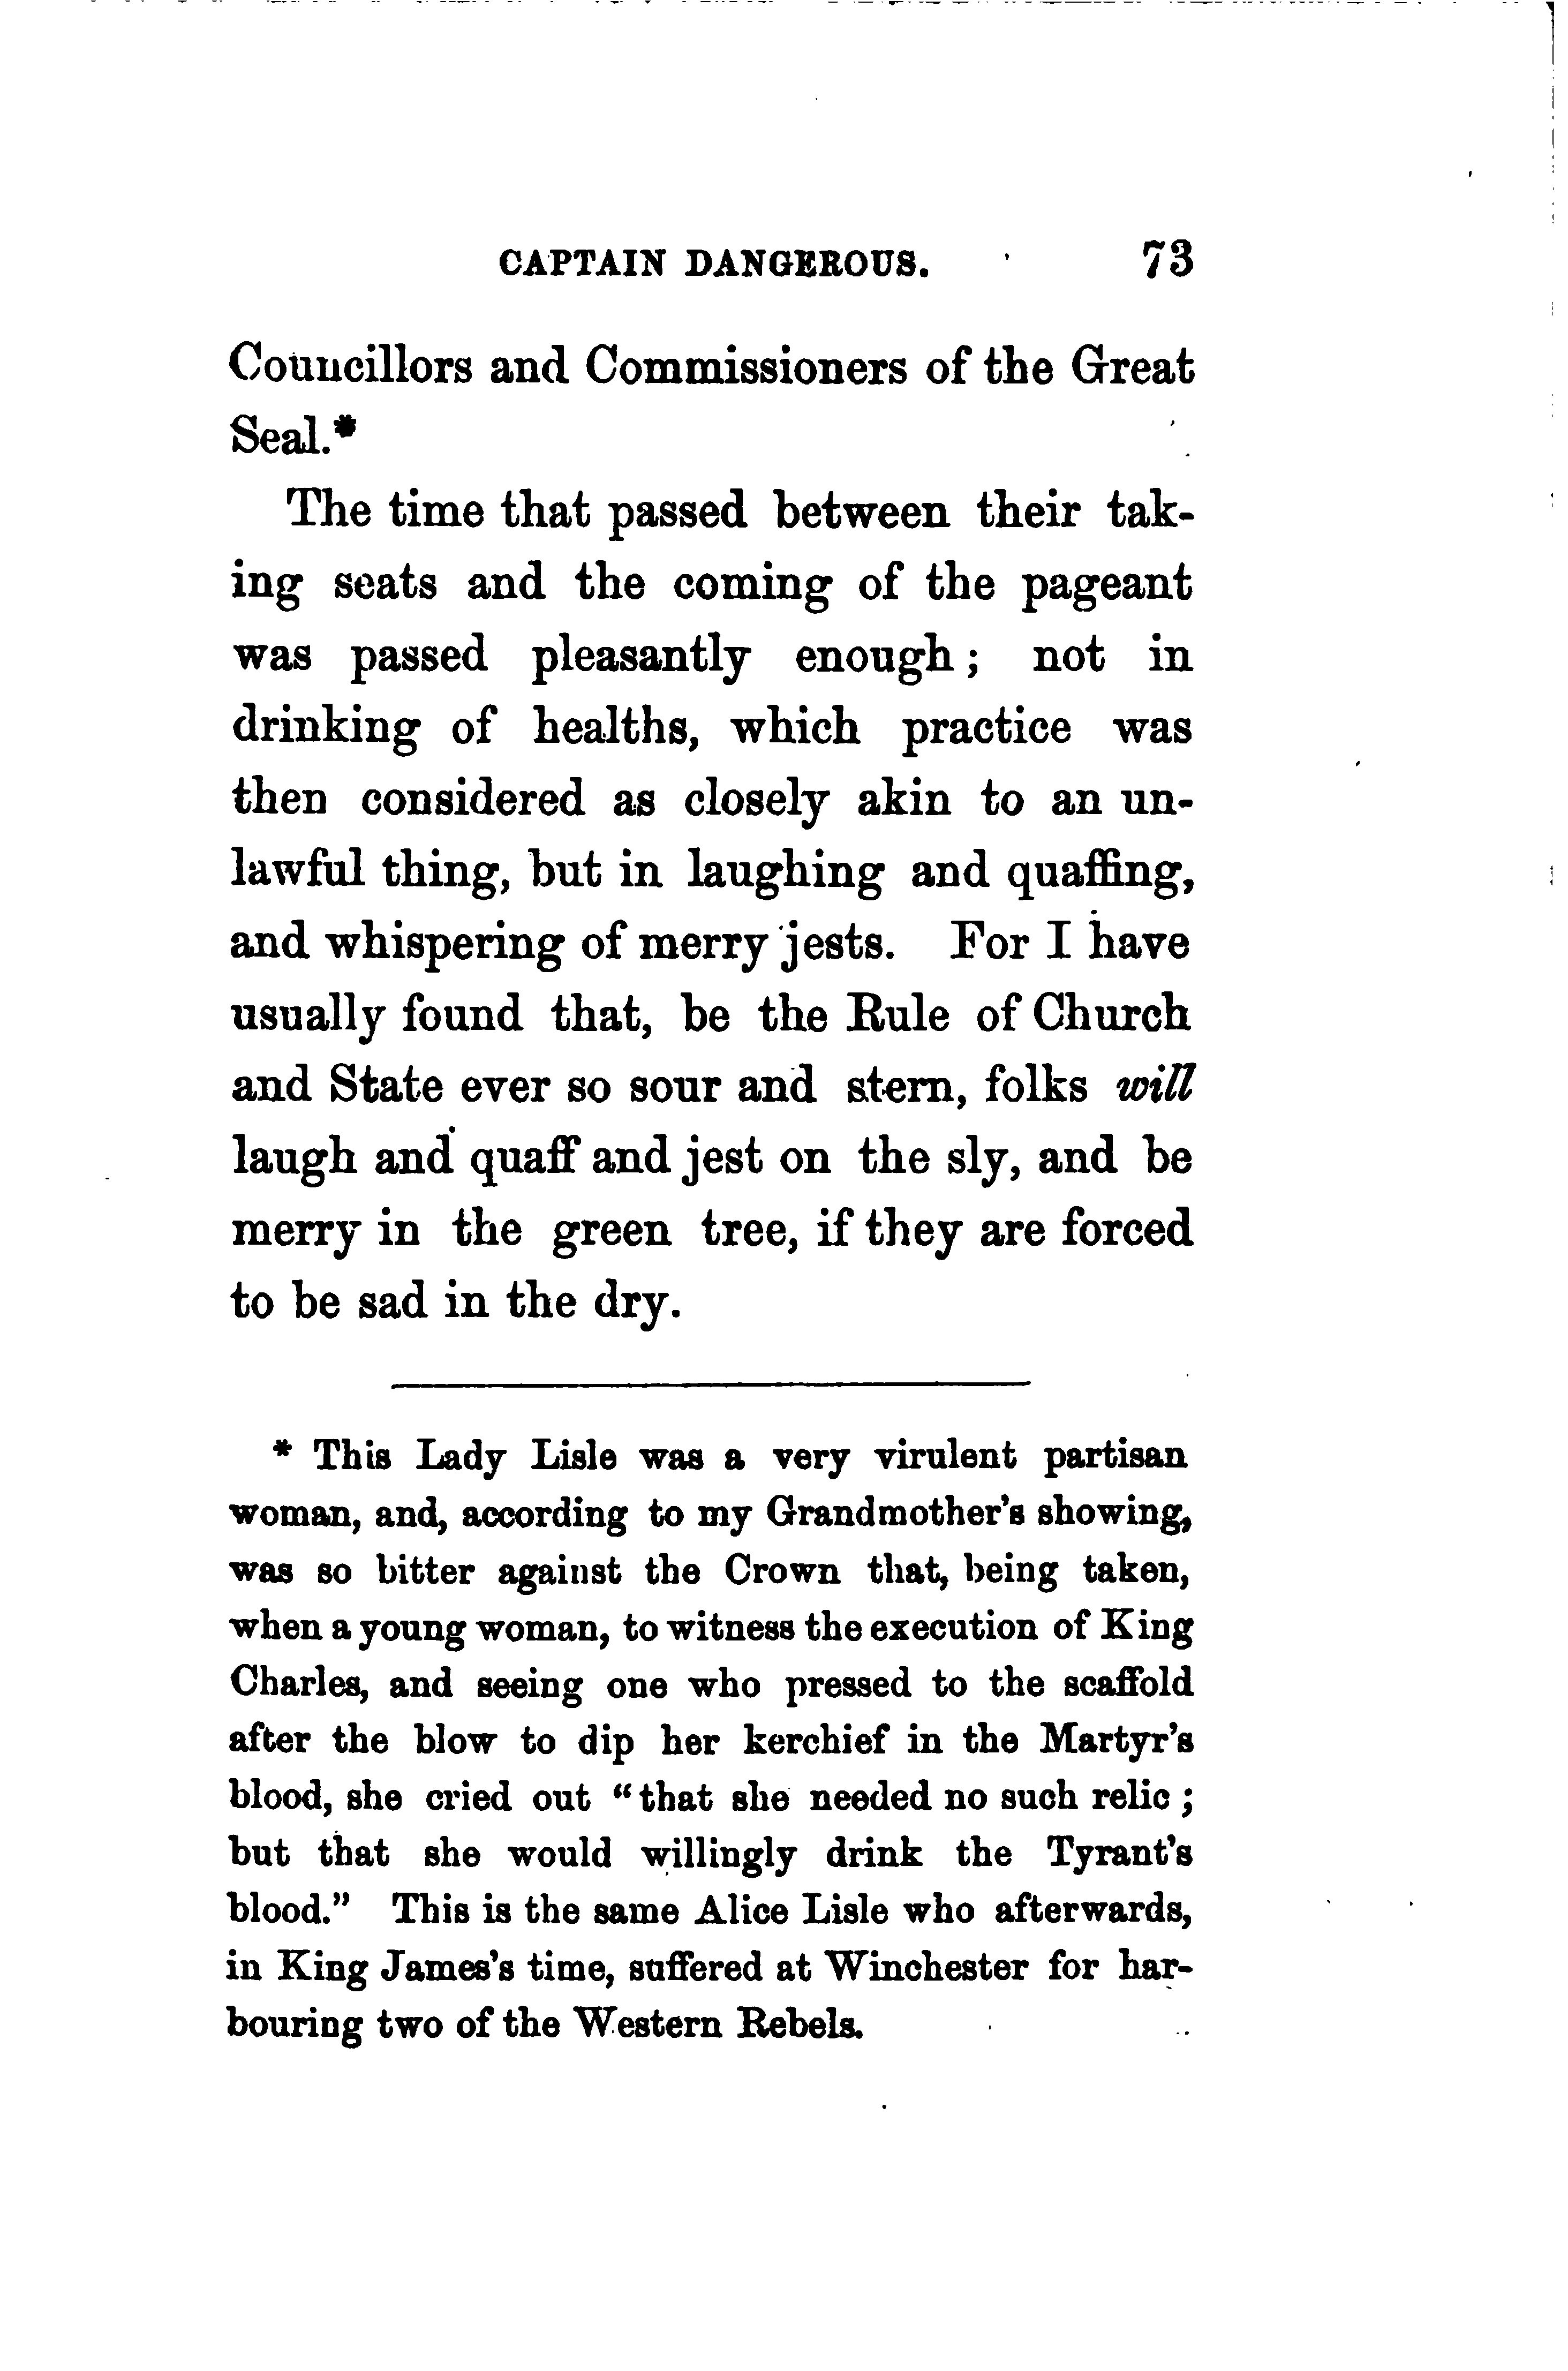 CAPTAIN DANGEROUS. 73
Councillors and Commissioners of the Great
Seal.*
The time that passed between their tak-
ing seats and the coming of the pageant
was passed pleasantly enough; not in
drinking of healths, which practice was
then considered as closely akin to an un-
lawful thing, but in laughing and quaffing,
and whispering of merry jests. For I have
usually found that, be the Rule of Church
and State ever so sour and stern, folks will
laugh and quaff and jest on the sly, and be
merry in the green tree, if they are forced
to be sad in the dry.
* This Lady Lisle was a very virulent partisan
woman, and, according to my Grandmother's showing,
was so bitter against the Crown that, being taken,
when a young woman, to witness the execution of King
Charles, and seeing one who pressed to the scaffold
after the blow to dip her kerchief in the Martyr's
blood, she cried out "that she needed no such relic;
but that she would willingly drink the Tyrant's
blood." This is the same Alice Lisle who afterwards,
in King James's time, suffered at Winchester for har-
bouring two of the Western Rebels.